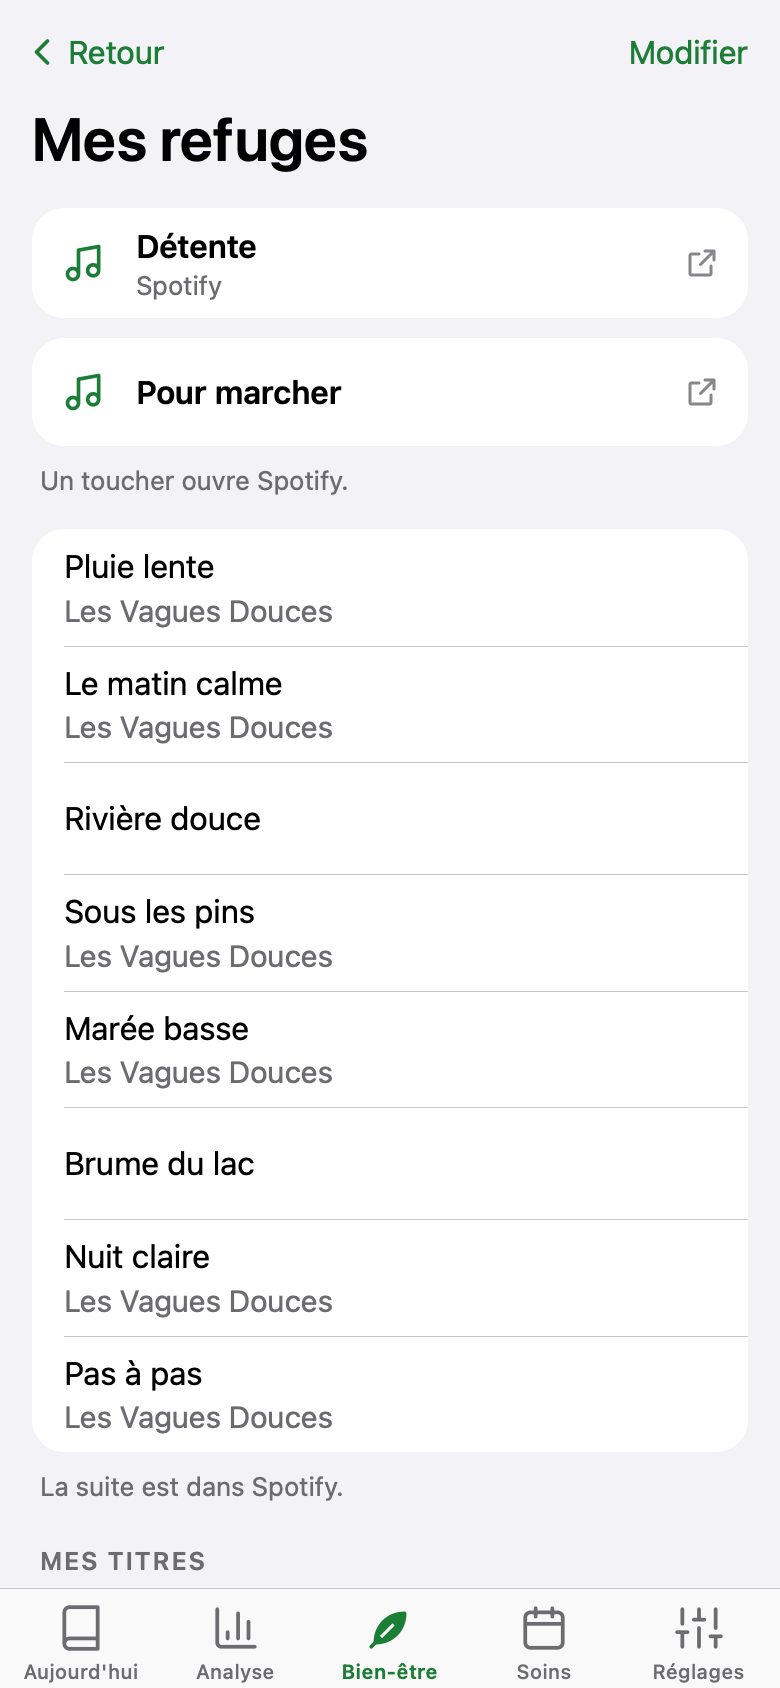 Retour
Modifier
Mes refuges
Détente
Spotify
Pour marcher
Un toucher ouvre Spotify.
Pluie lente
Les Vagues Douces
Le matin calme
Les Vagues Douces
Rivière douce
Sous les pins
Les Vagues Douces
Marée basse
Les Vagues Douces
Brume du lac
Nuit claire
Les Vagues Douces
Pas à pas
Les Vagues Douces
La suite est dans Spotify.
MES TITRES
Aujourd'hui
Analyse
Bien-être
Soins
Réglages